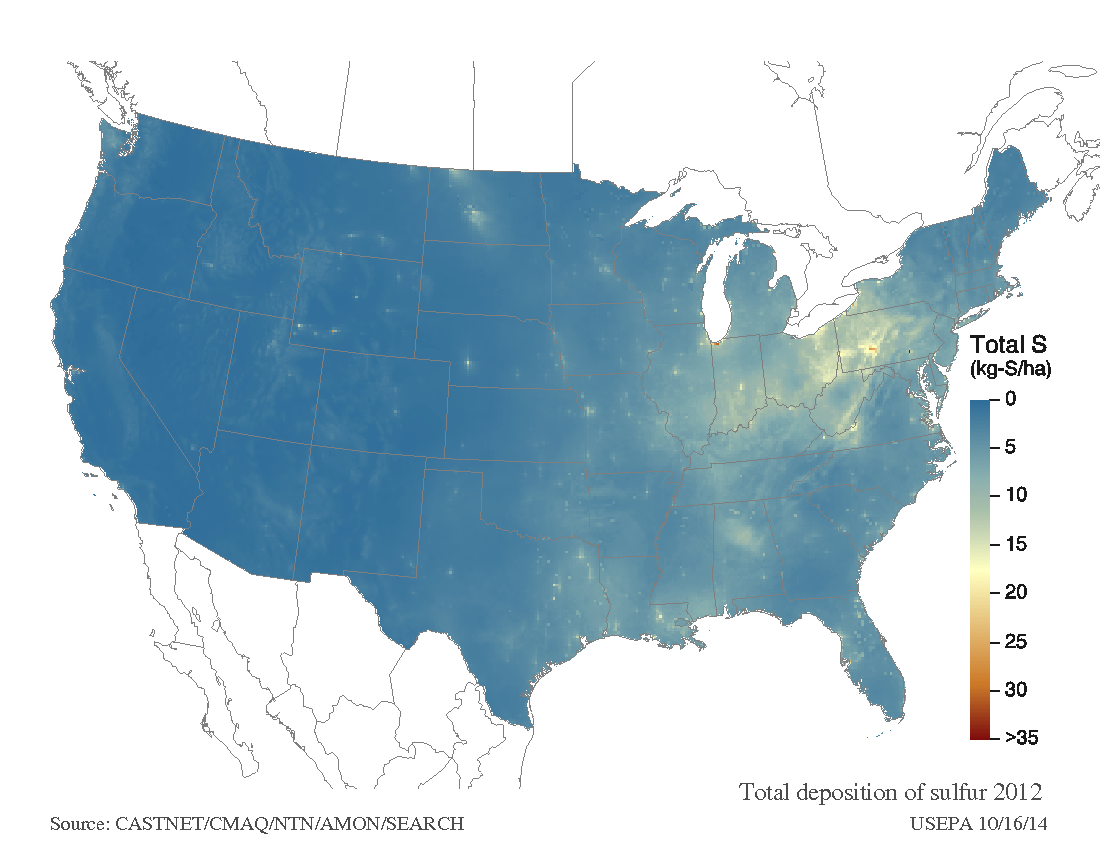 Total S
(kg-S/ha)
0
5
10
15
20
25
30
>35
Total deposition of sulfur 2012
Source: CASTNET/CMAQ/NTN/AMON/SEARCH
USEPA 10/16/14